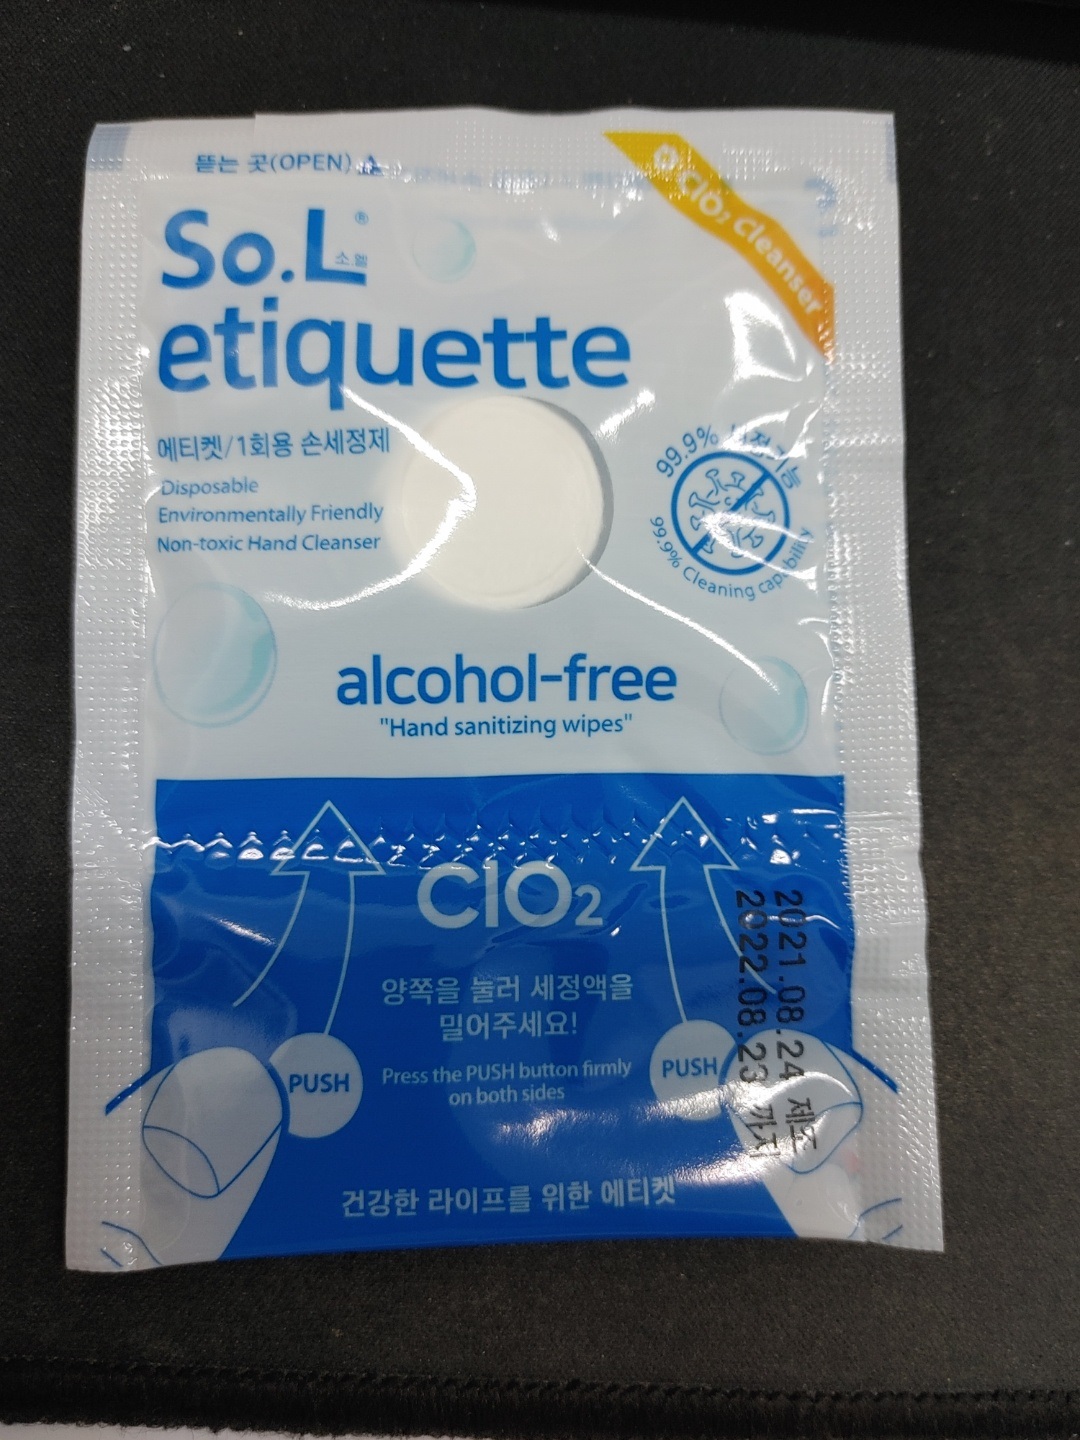 뜯는 곳(OPEN)
ClO₂ Cleanser
So.L®
소.엘
etiquette
에티켓/1회용 손세정제
Disposable
Environmentally Friendly
Non-toxic Hand Cleanser
99.9%
99.9% Cleaning capability
alcohol-free
"Hand sanitizing wipes"
ClO2
양쪽을 눌러 세정액을
밀어주세요!
PUSH
Press the PUSH button firmly
on both sides
PUSH
2021.08.24 제조
2022.08.23 까지
건강한 라이프를 위한 에티켓